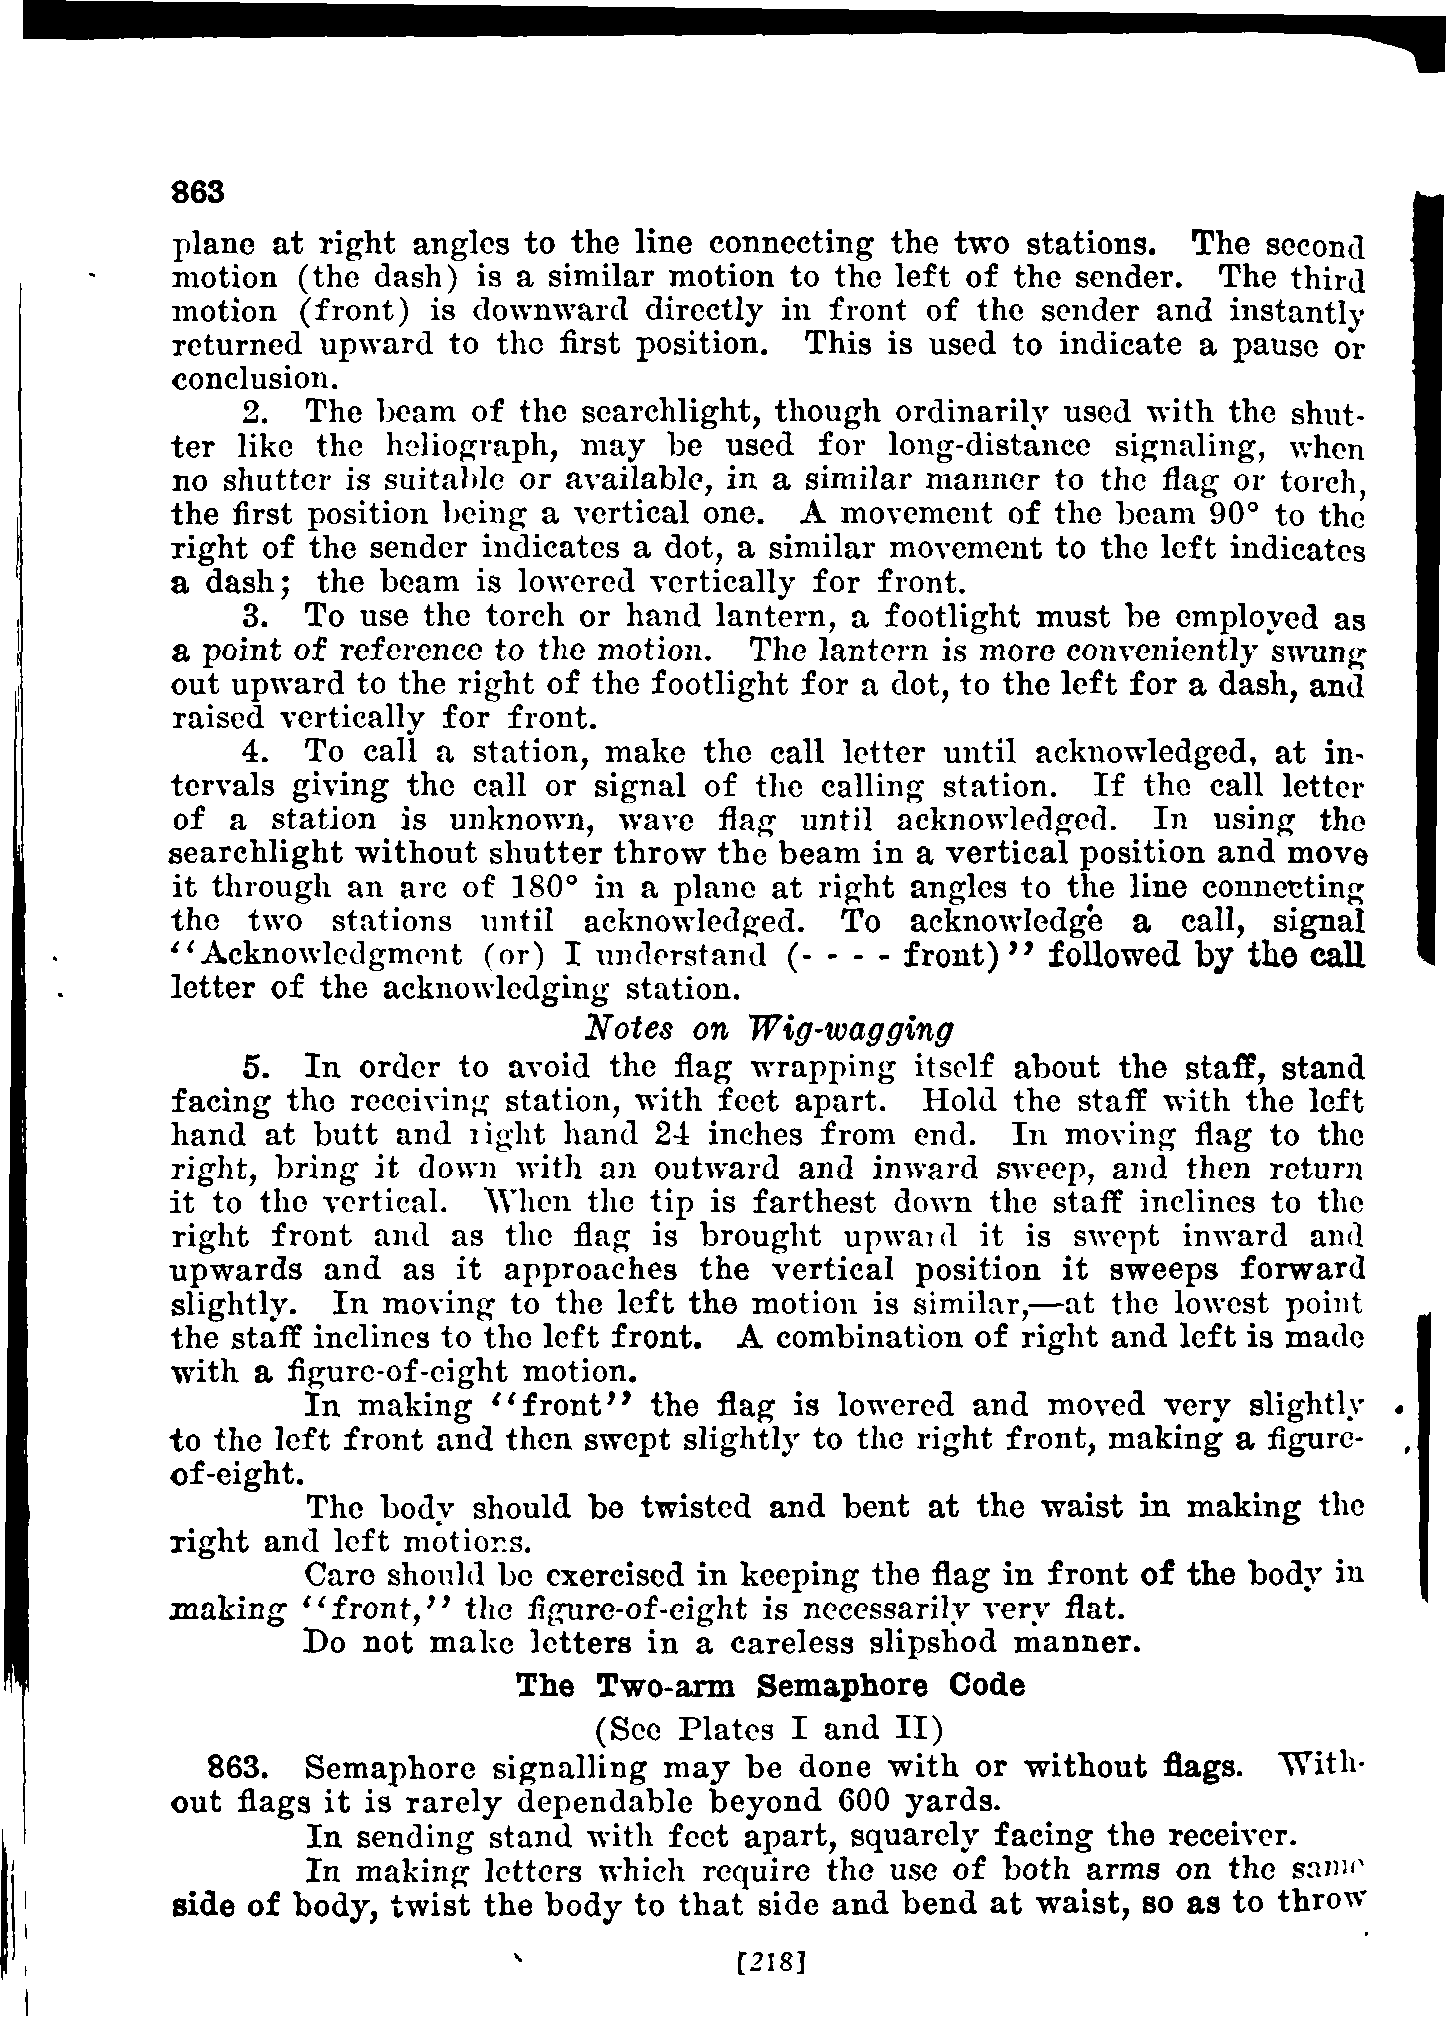 863
plane at right angles to the line connecting the two stations. The second
motion (the dash) is a similar motion to the left of the sender. The third
motion (front) is downward directly in front of the sender and instantly
returned upward to the first position. This is used to indicate a pause or
conclusion.
2. The beam of the searchlight, though ordinarily used with the shut-
ter like the heliograph, may be used for long-distance signaling, when
no shutter is suitable or available, in a similar manner to the flag or torch,
the first position being a vertical one. A movement of the beam 90° to the
right of the sender indicates a dot, a similar movement to the left indicates
a dash; the beam is lowered vertically for front.
3. To use the torch or hand lantern, a footlight must be employed as
a point of reference to the motion. The lantern is more conveniently swung
out upward to the right of the footlight for a dot, to the left for a dash, and
raised vertically for front.
4. To call a station, make the call letter until acknowledged, at in-
tervals giving the call or signal of the calling station. If the call letter
of a station is unknown, wave flag until acknowledged. In using the
searchlight without shutter throw the beam in a vertical position and move
it through an arc of 180° in a plane at right angles to the line connecting
the two stations until acknowledged. To acknowledge a call, signal
"Acknowledgment (or) I understand (- - - - front)" followed by the call
letter of the acknowledging station.
Notes on Wig-wagging
5. In order to avoid the flag wrapping itself about the staff, stand
facing the receiving station, with feet apart. Hold the staff with the left
hand at butt and right hand 24 inches from end. In moving flag to the
right, bring it down with an outward and inward sweep, and then return
it to the vertical. When the tip is farthest down the staff inclines to the
right front and as the flag is brought upward it is swept inward and
upwards and as it approaches the vertical position it sweeps forward
slightly. In moving to the left the motion is similar,—at the lowest point
the staff inclines to the left front. A combination of right and left is made
with a figure-of-eight motion.
In making "front" the flag is lowered and moved very slightly
to the left front and then swept slightly to the right front, making a figure-
of-eight.
The body should be twisted and bent at the waist in making the
right and left motions.
Care should be exercised in keeping the flag in front of the body in
making "front," the figure-of-eight is necessarily very flat.
Do not make letters in a careless slipshod manner.
The Two-arm Semaphore Code
(See Plates I and II)
863. Semaphore signalling may be done with or without flags. With-
out flags it is rarely dependable beyond 600 yards.
In sending stand with feet apart, squarely facing the receiver.
In making letters which require the use of both arms on the same
side of body, twist the body to that side and bend at waist, so as to throw
[218]